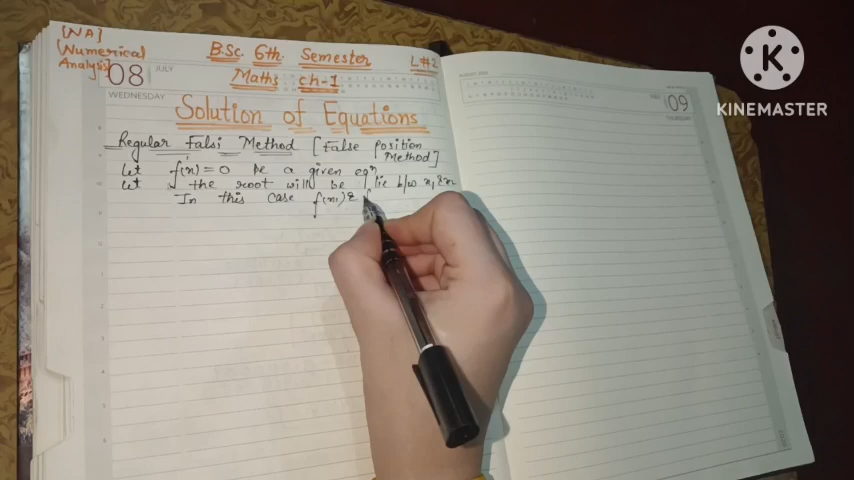 [NA]
[Numerical
Analysis]
08 JULY
WEDNESDAY
B.Sc. 6th Semester
L#2
Maths ch-1
Solution of Equations
Regular Falsi Method [False position
Method]
Let f(x)=0 be a given eqn
Let the root will be lie b/w x1 & x2
In this case f(x1) & f
09
THURSDAY
KINEMASTER